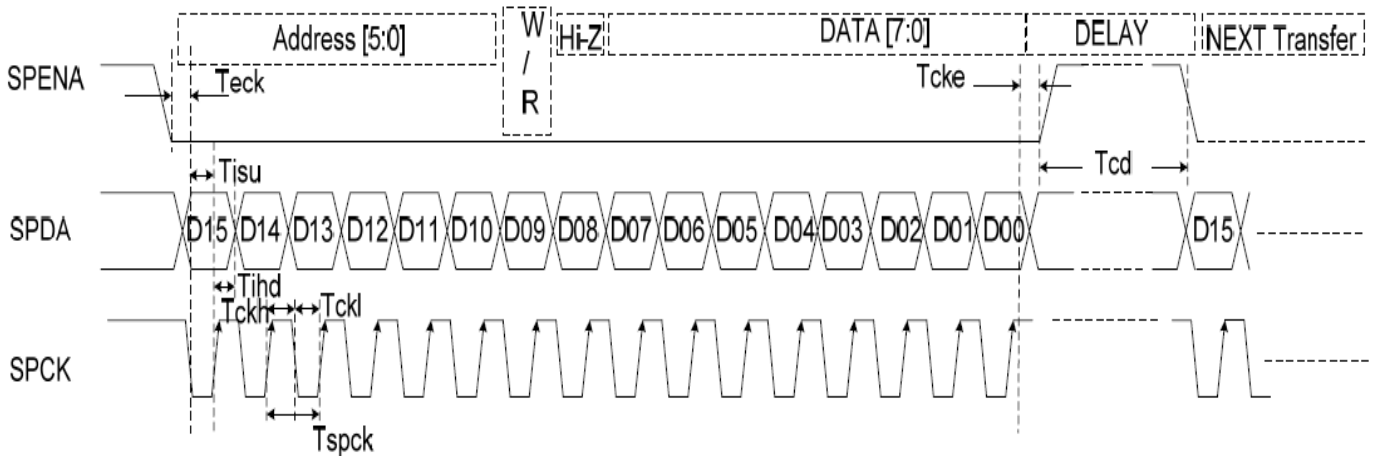 Address [5:0]
W
/
R
Hi-Z
DATA [7:0]
DELAY
NEXT Transfer
SPENA
Teck
Tcke
Tcd
Tisu
SPDA
D15 D14 D13 D12 D11 D10 D09 D08 D07 D06 D05 D04 D03 D02 D01 D00 D15
Tihd
Tckh
Tckl
SPCK
Tspck